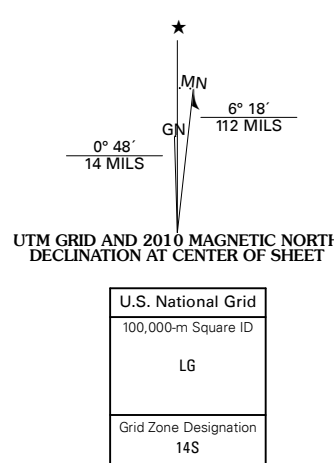 MN
6° 18´
112 MILS
GN
0° 48´
14 MILS
UTM GRID AND 2010 MAGNETIC NORTH
DECLINATION AT CENTER OF SHEET
U.S. National Grid
100,000-m Square ID
LG
Grid Zone Designation
14S